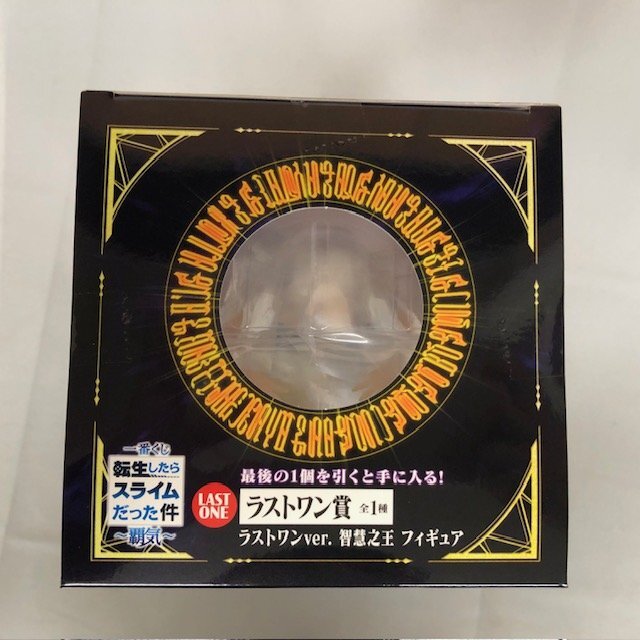 一番くじ
転生したら
スライム
だった件
～覇気～
最後の1個を引くと手に入る!
LAST
ONE
ラストワン賞 全1種
ラストワンver. 智慧之王 フィギュア